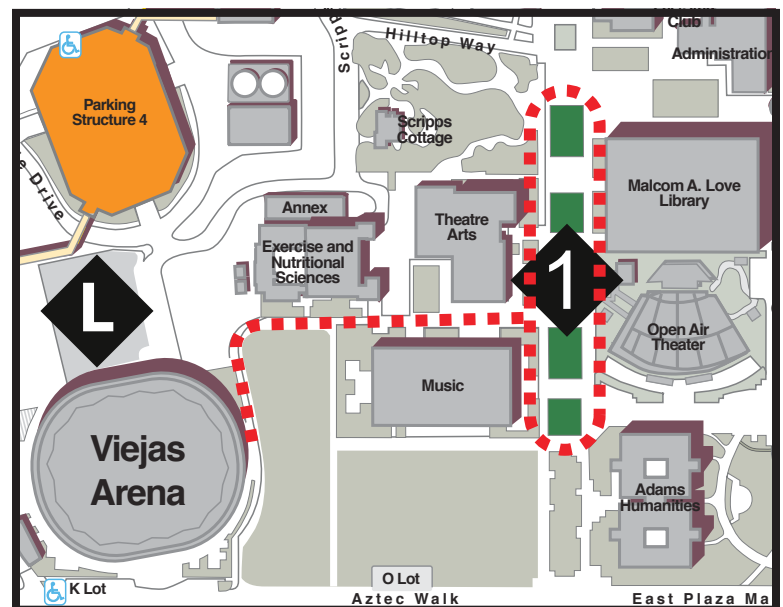 Club
Administration
Hilltop Way
Scripp
Parking
Structure 4
Scripps
Cottage
Malcom A. Love
Library
Drive
Annex
Theatre
Arts
Exercise and
Nutritional
Sciences
1
L
Open Air
Theater
Music
Viejas
Arena
Adams
Humanities
K Lot
O Lot
Aztec Walk
East Plaza Ma